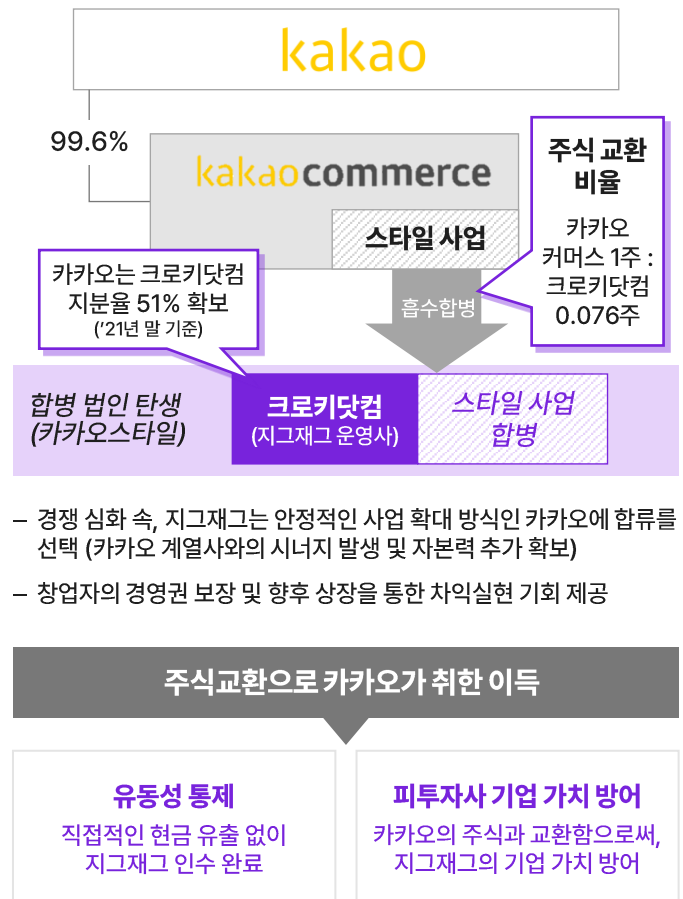 kakao
99.6%
kakaocommerce
스타일 사업
주식 교환
비율
카카오
커머스 1주 :
크로키닷컴
0.076주
카카오는 크로키닷컴
지분율 51% 확보
(’21년 말 기준)
흡수합병
합병 법인 탄생
(카카오스타일)
크로키닷컴
(지그재그 운영사)
스타일 사업
합병
– 경쟁 심화 속, 지그재그는 안정적인 사업 확대 방식인 카카오에 합류를
선택 (카카오 계열사와의 시너지 발생 및 자본력 추가 확보)
– 창업자의 경영권 보장 및 향후 상장을 통한 차익실현 기회 제공
주식교환으로 카카오가 취한 이득
유동성 통제
직접적인 현금 유출 없이
지그재그 인수 완료
피투자사 기업 가치 방어
카카오의 주식과 교환함으로써,
지그재그의 기업 가치 방어